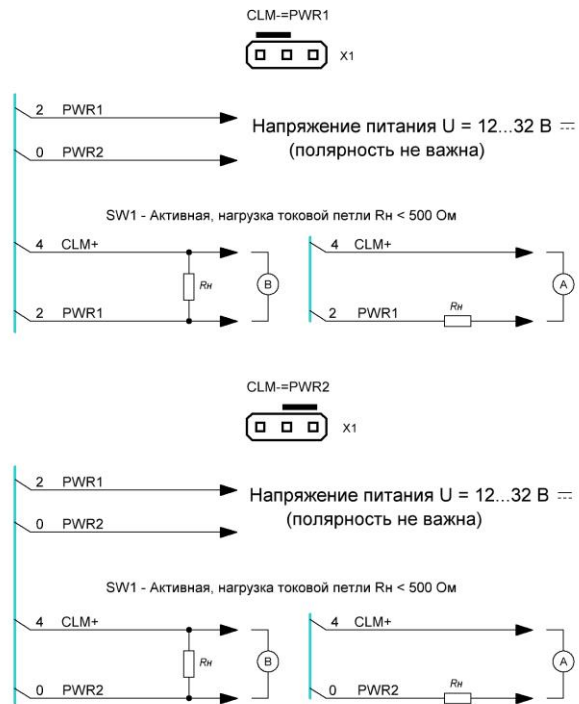 CLM-=PWR1
X1
2 PWR1
0 PWR2
Напряжение питания U = 12...32 В
(полярность не важна)
SW1 - Активная, нагрузка токовой петли Rн < 500 Ом
4 CLM+
Rн
В
2 PWR1
4 CLM+
А
2 PWR1
Rн
CLM-=PWR2
X1
2 PWR1
0 PWR2
Напряжение питания U = 12...32 В
(полярность не важна)
SW1 - Активная, нагрузка токовой петли Rн < 500 Ом
4 CLM+
Rн
В
0 PWR2
4 CLM+
А
0 PWR2
Rн